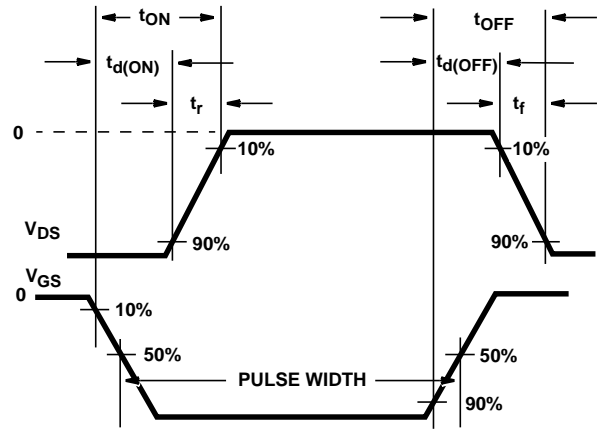 tON tOFF
td(ON) td(OFF)
tr tf
0
10% 10%
VDS 90% 90%
VGS
0
10%
50% 50%
PULSE WIDTH
90%